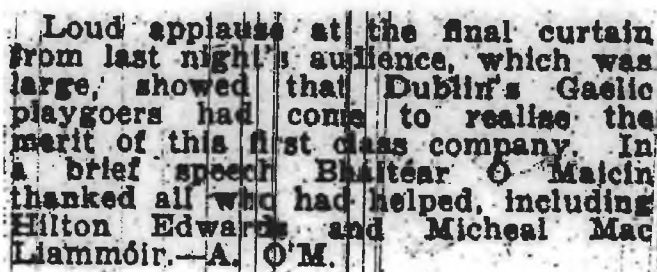 Loud applause at the final curtain
from last night's audience, which was
large, showed that Dublin's Gaelic
playgoers had come to realise the
merit of this first class company. In
a brief speech Bhaltear Ó Maicin
thanked all who had helped, including
Hilton Edwards and Micheal Mac
Liammóir.—A. O'M.